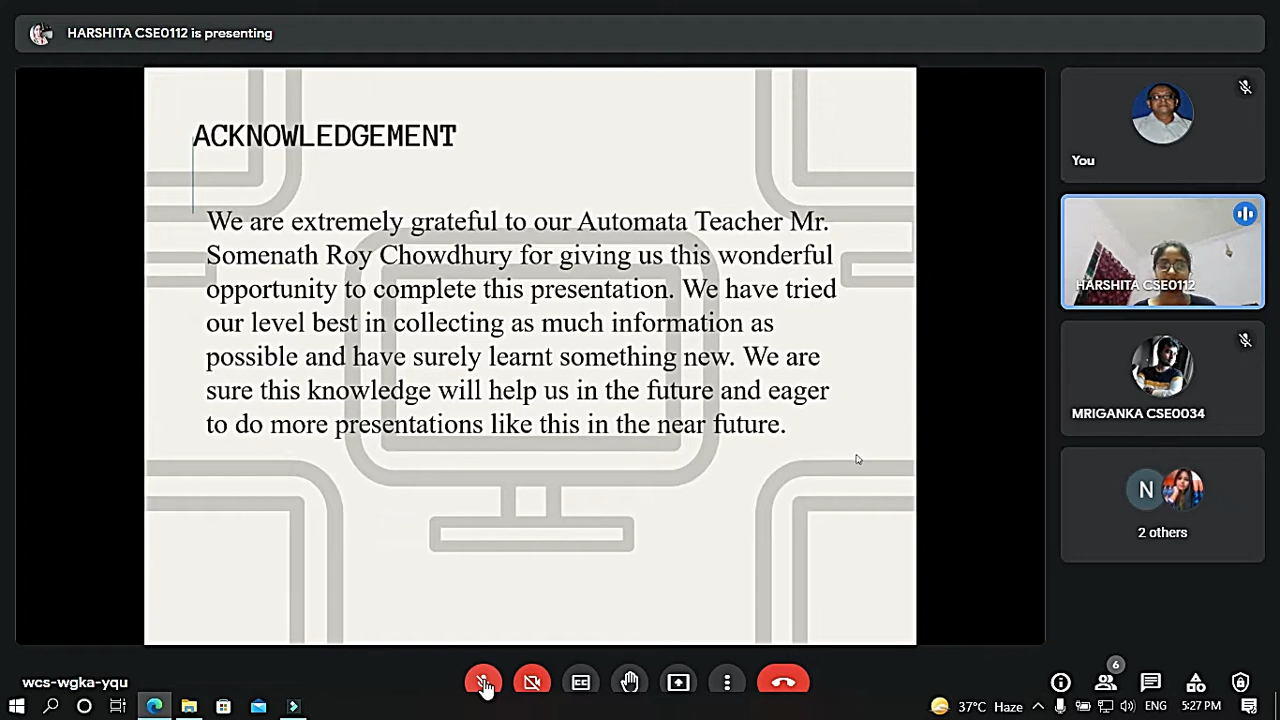 HARSHITA CSE0112 is presenting
ACKNOWLEDGEMENT
We are extremely grateful to our Automata Teacher Mr.
Somenath Roy Chowdhury for giving us this wonderful
opportunity to complete this presentation. We have tried
our level best in collecting as much information as
possible and have surely learnt something new. We are
sure this knowledge will help us in the future and eager
to do more presentations like this in the near future.
You
HARSHITA CSE0112
MRIGANKA CSE0034
N
2 others
wcs-wgka-yqu
CC
6
37°C Haze
ENG
5:27 PM